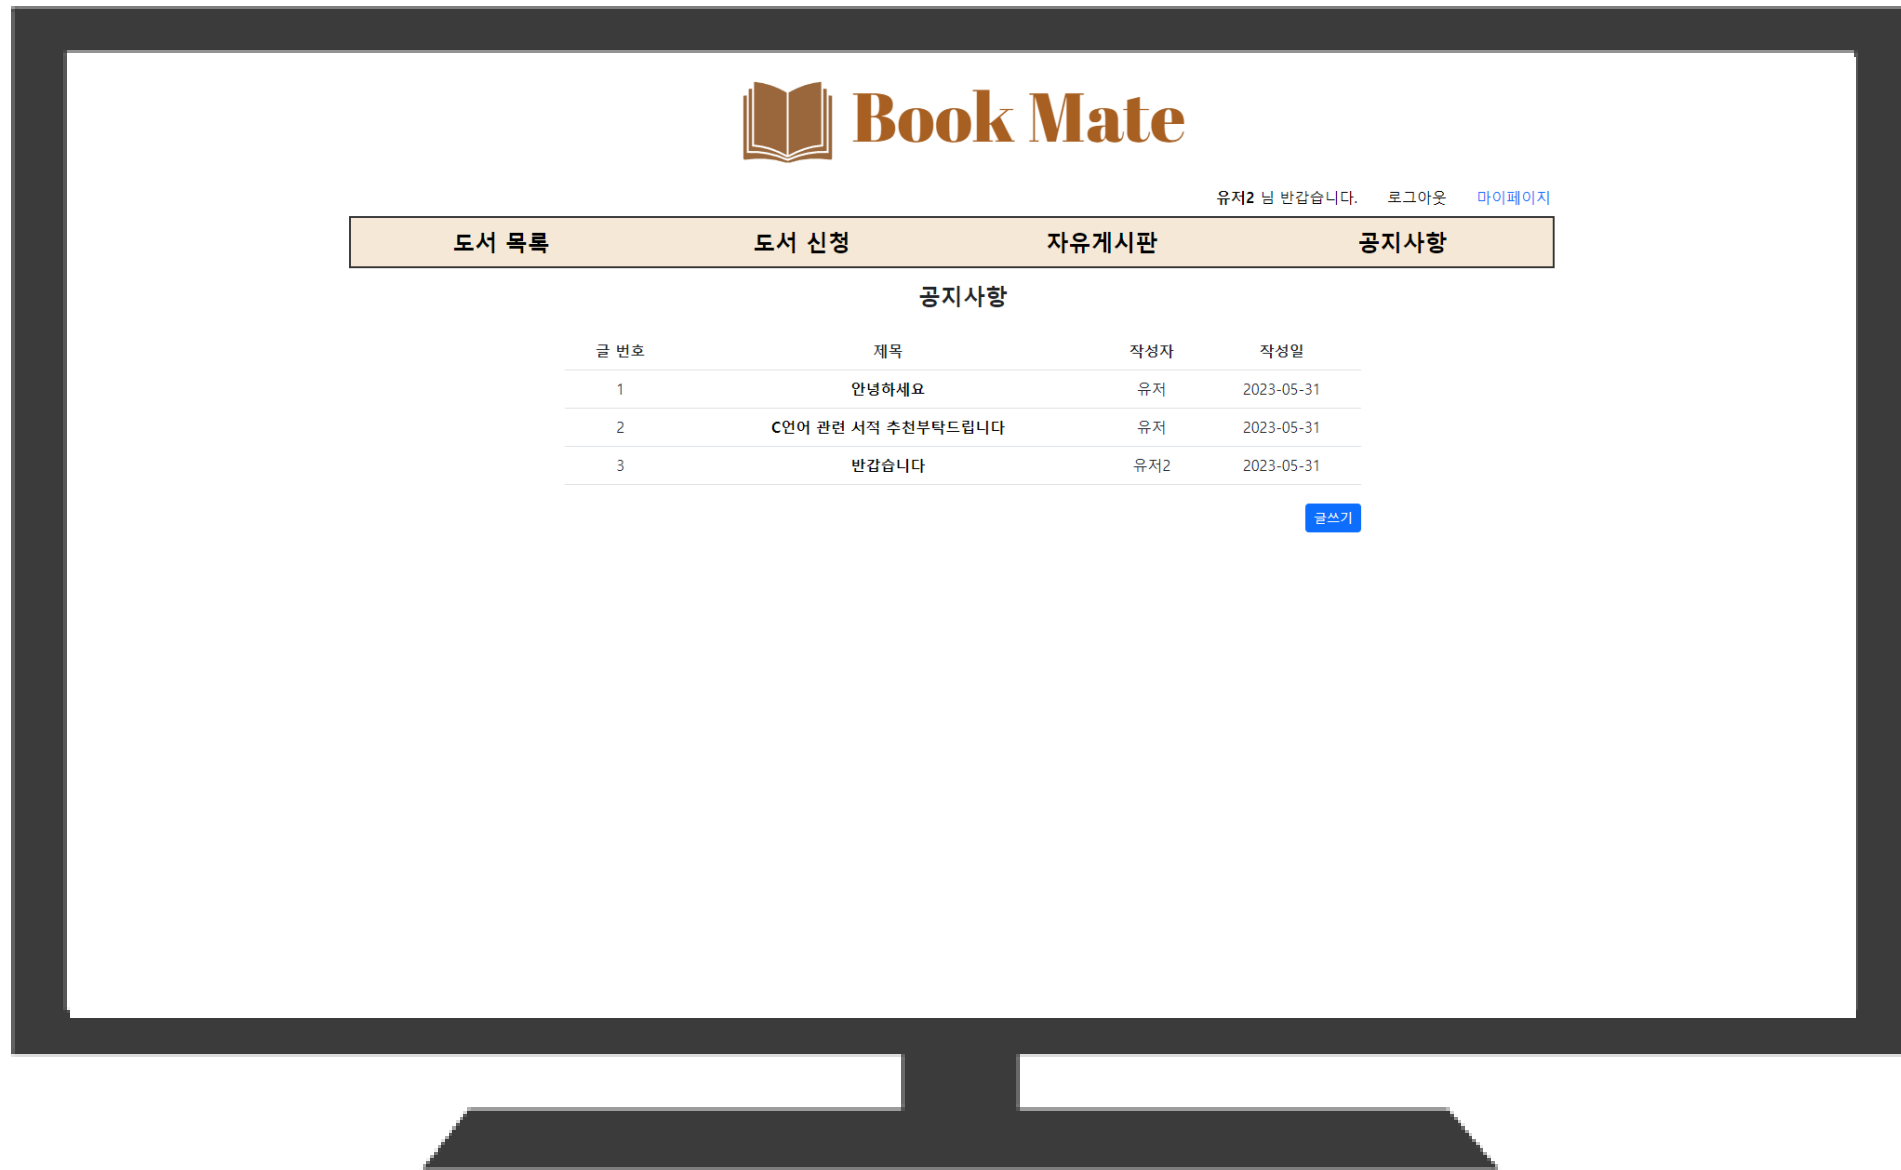 Book Mate
유저2 님 반갑습니다. 로그아웃 마이페이지
도서 목록 도서 신청 자유게시판 공지사항
공지사항
글 번호 제목 작성자 작성일
1 안녕하세요 유저 2023-05-31
2 C언어 관련 서적 추천부탁드립니다 유저 2023-05-31
3 반갑습니다 유저2 2023-05-31
글쓰기